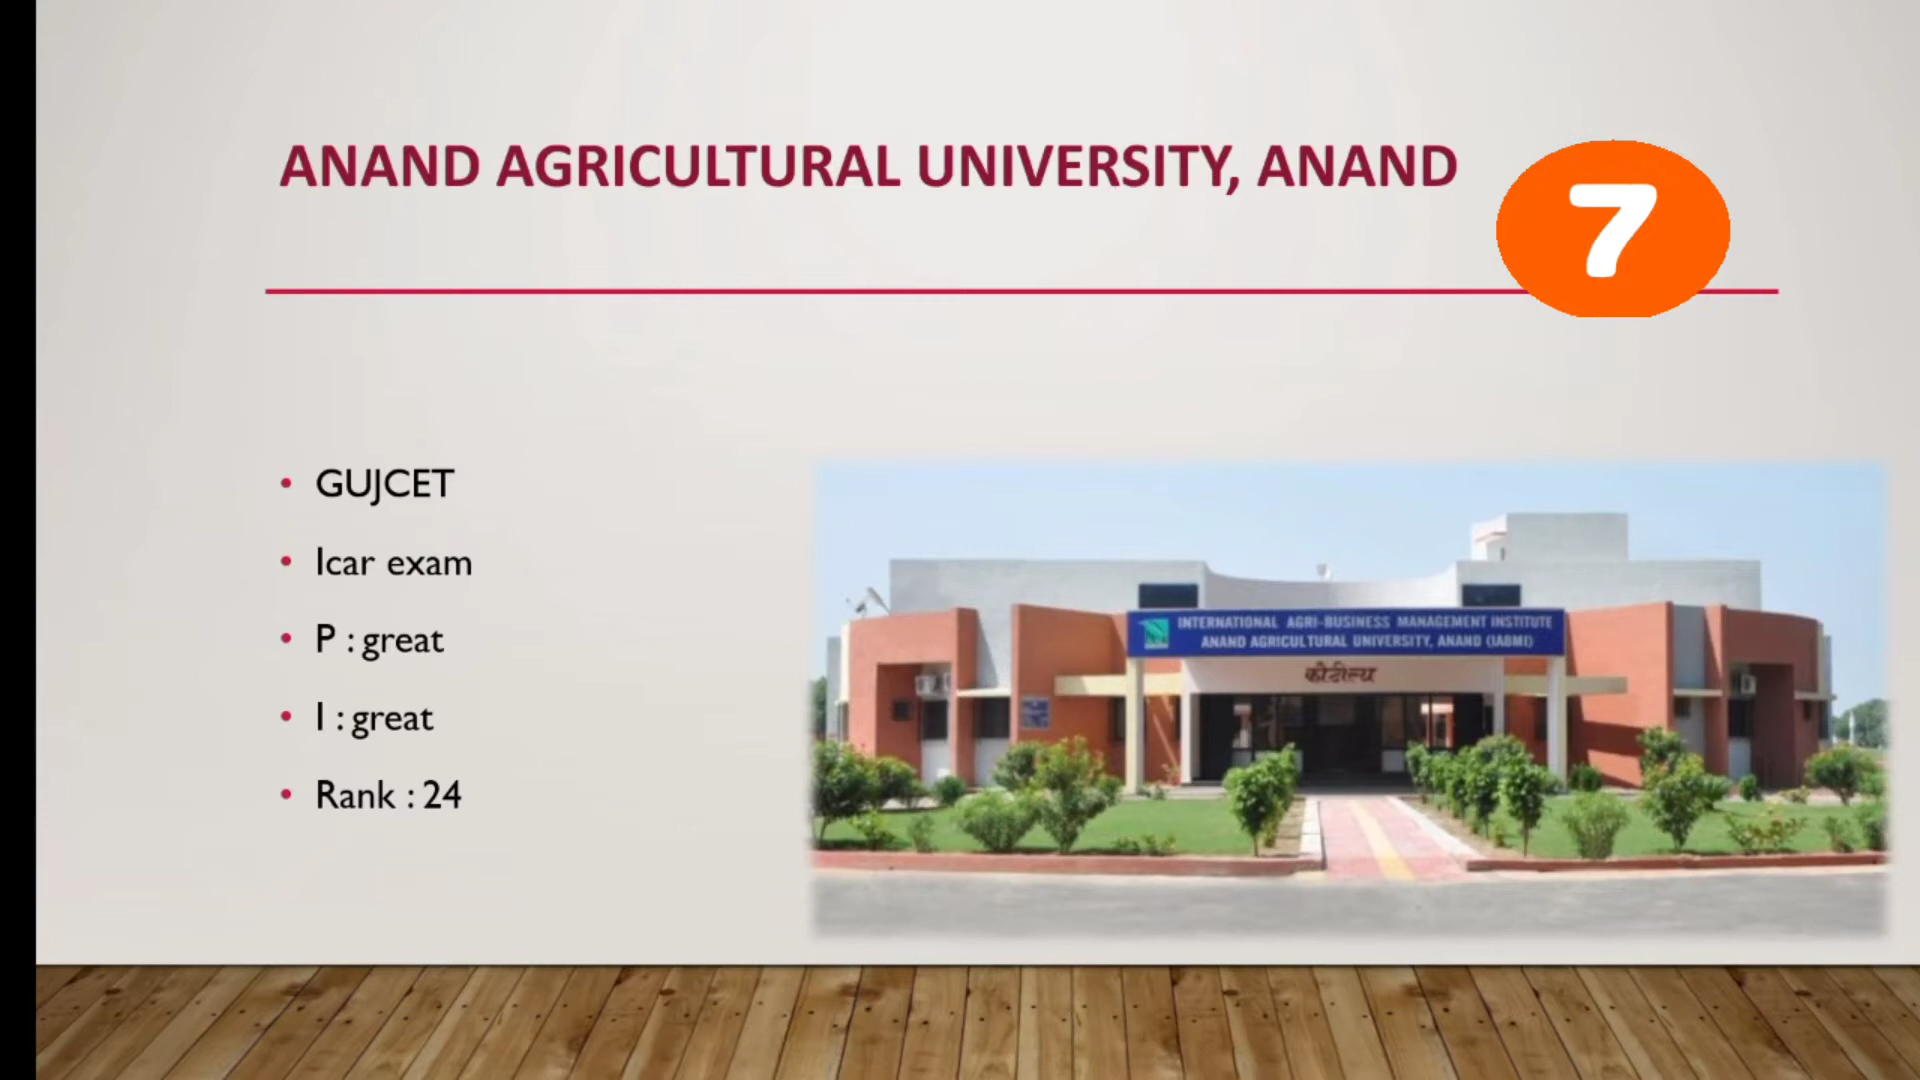 ANAND AGRICULTURAL UNIVERSITY, ANAND
7
• GUJCET
• Icar exam
• P : great
• I : great
• Rank : 24
INTERNATIONAL AGRI-BUSINESS MANAGEMENT INSTITUTE
ANAND AGRICULTURAL UNIVERSITY, ANAND (IABMI)
कौटील्य